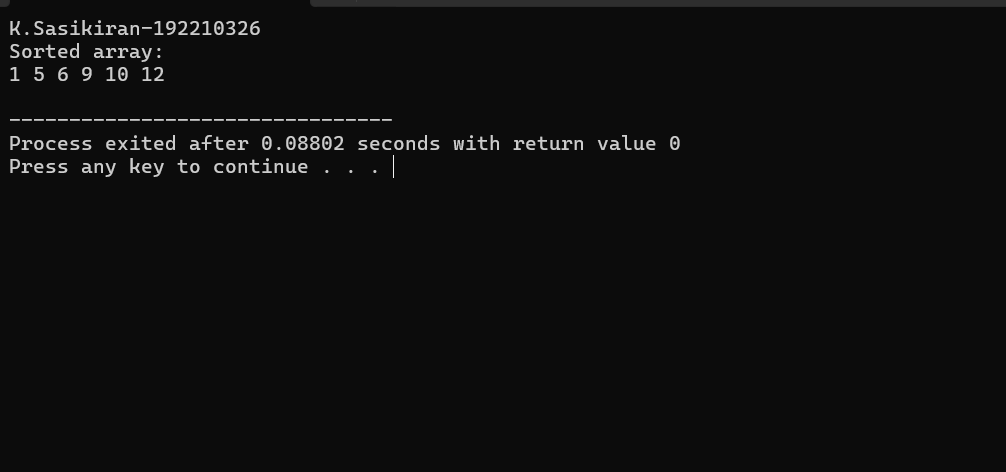 K.Sasikiran-192210326
Sorted array:
1 5 6 9 10 12
--------------------------------
Process exited after 0.08802 seconds with return value 0
Press any key to continue . . .